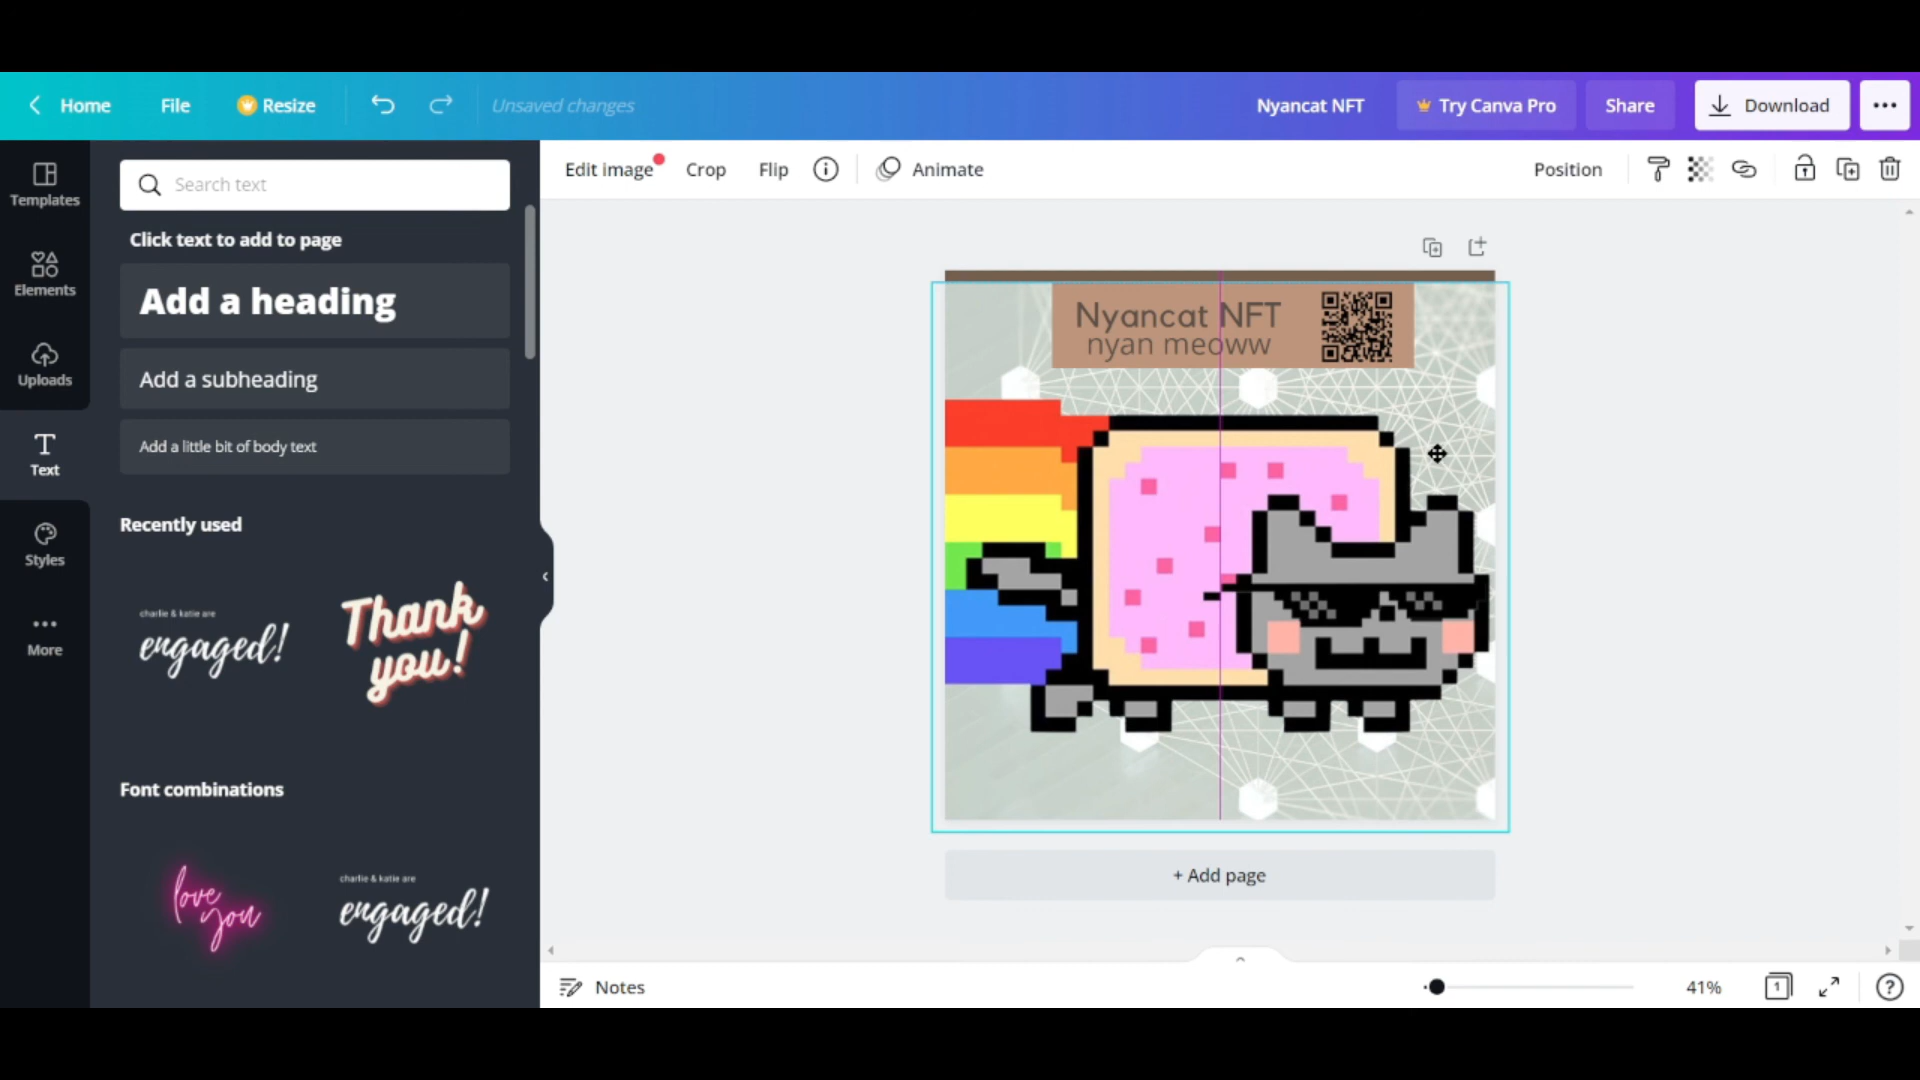 Home
File
Resize
Unsaved changes
Nyancat NFT
Try Canva Pro
Share
Download
Templates
Elements
Uploads
Text
Styles
More
Search text
Click text to add to page
Add a heading
Add a subheading
Add a little bit of body text
Recently used
charlie & katie are
engaged!
Thank
you!
Font combinations
love
you
charlie & katie are
engaged!
Edit image
Crop
Flip
Animate
Position
Nyancat NFT
nyan meoww
+ Add page
Notes
41%
1